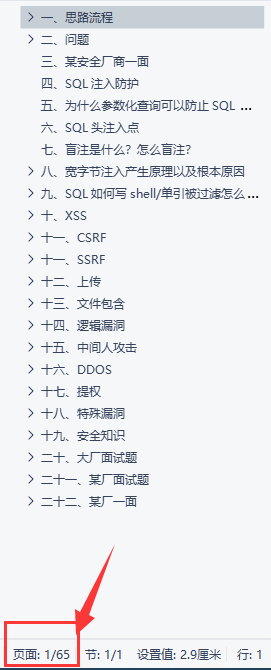 一、思路流程
二、问题
三、某安全厂商一面
四、SQL 注入防护
五、为什么参数化查询可以防止 SQL ...
六、SQL 头注入点
七、盲注是什么？怎么盲注？
八、宽字节注入产生原理以及根本原因
九、SQL 如何写 shell/单引被过滤怎么 ...
十、XSS
十一、CSRF
十一、SSRF
十二、上传
十三、文件包含
十四、逻辑漏洞
十五、中间人攻击
十六、DDOS
十七、提权
十八、特殊漏洞
十九、安全知识
二十、大厂面试题
二十一、某厂面试题
二十二、某厂一面
页面: 1/65 节: 1/1 设置值: 2.9厘米 行: 1